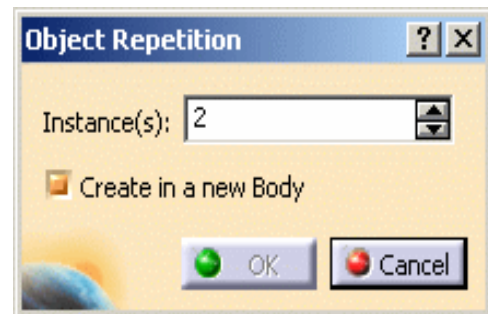 Object Repetition ? X
Instance(s): 2
Create in a new Body
OK Cancel